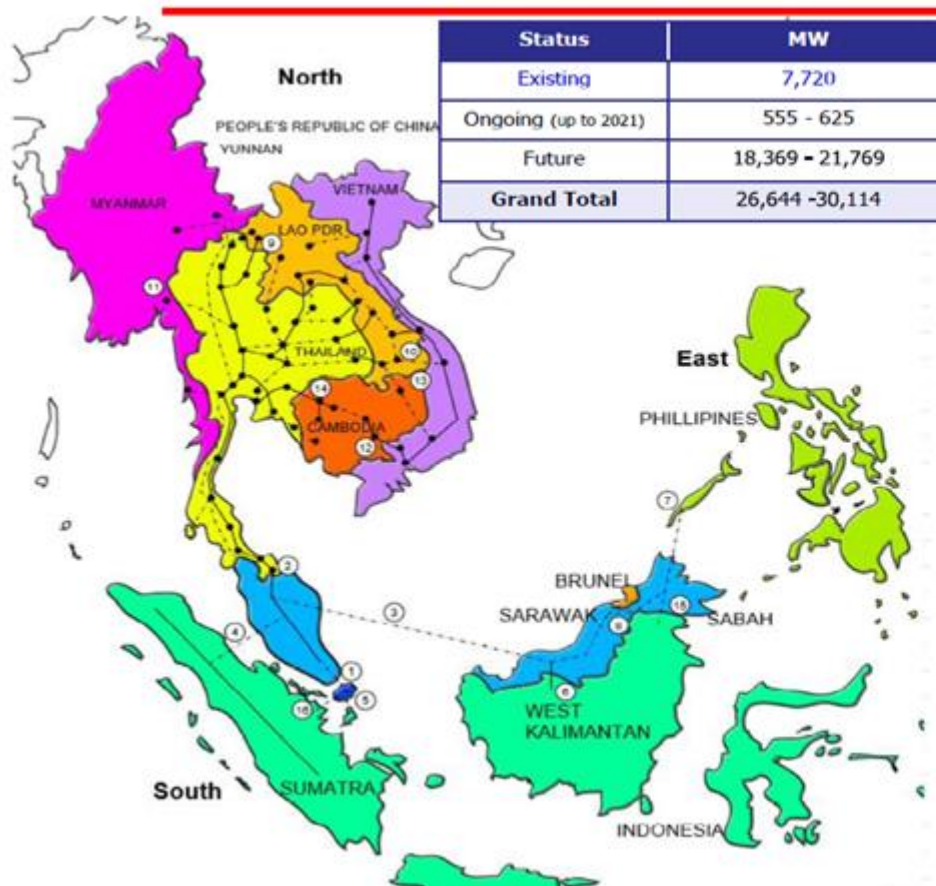 Status MW
Existing 7,720
Ongoing (up to 2021) 555 - 625
Future 18,369 - 21,769
Grand Total 26,644 -30,114
North
PEOPLE'S REPUBLIC OF CHINA
YUNNAN
VIETNAM
MYANMAR
LAO PDR
9
11
THAILAND
10
East
14
13
CAMBODIA
PHILLIPINES
12
7
2
BRUNEI
3
SARAWAK
15
SABAH
8
4
1
6
5
16
WEST
KALIMANTAN
South
SUMATRA
INDONESIA